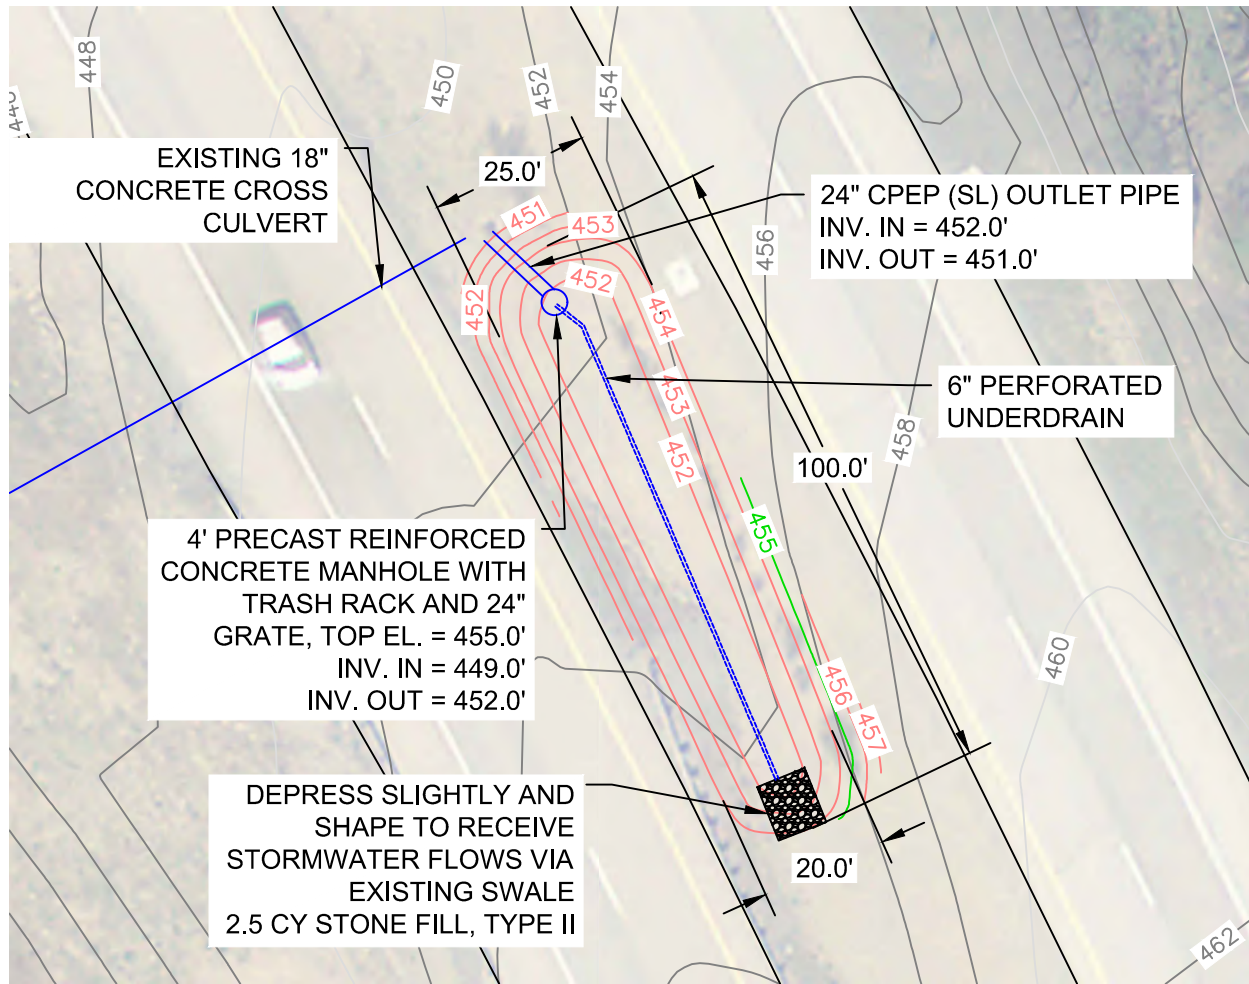 448
450
452
454
EXISTING 18"
CONCRETE CROSS
CULVERT
25.0'
24" CPEP (SL) OUTLET PIPE
INV. IN = 452.0'
INV. OUT = 451.0'
451
453
456
452
452
454
453
6" PERFORATED
UNDERDRAIN
458
452
100.0'
455
4' PRECAST REINFORCED
CONCRETE MANHOLE WITH
TRASH RACK AND 24"
GRATE, TOP EL. = 455.0'
INV. IN = 449.0'
INV. OUT = 452.0'
460
456
457
DEPRESS SLIGHTLY AND
SHAPE TO RECEIVE
STORMWATER FLOWS VIA
EXISTING SWALE
2.5 CY STONE FILL, TYPE II
20.0'
462